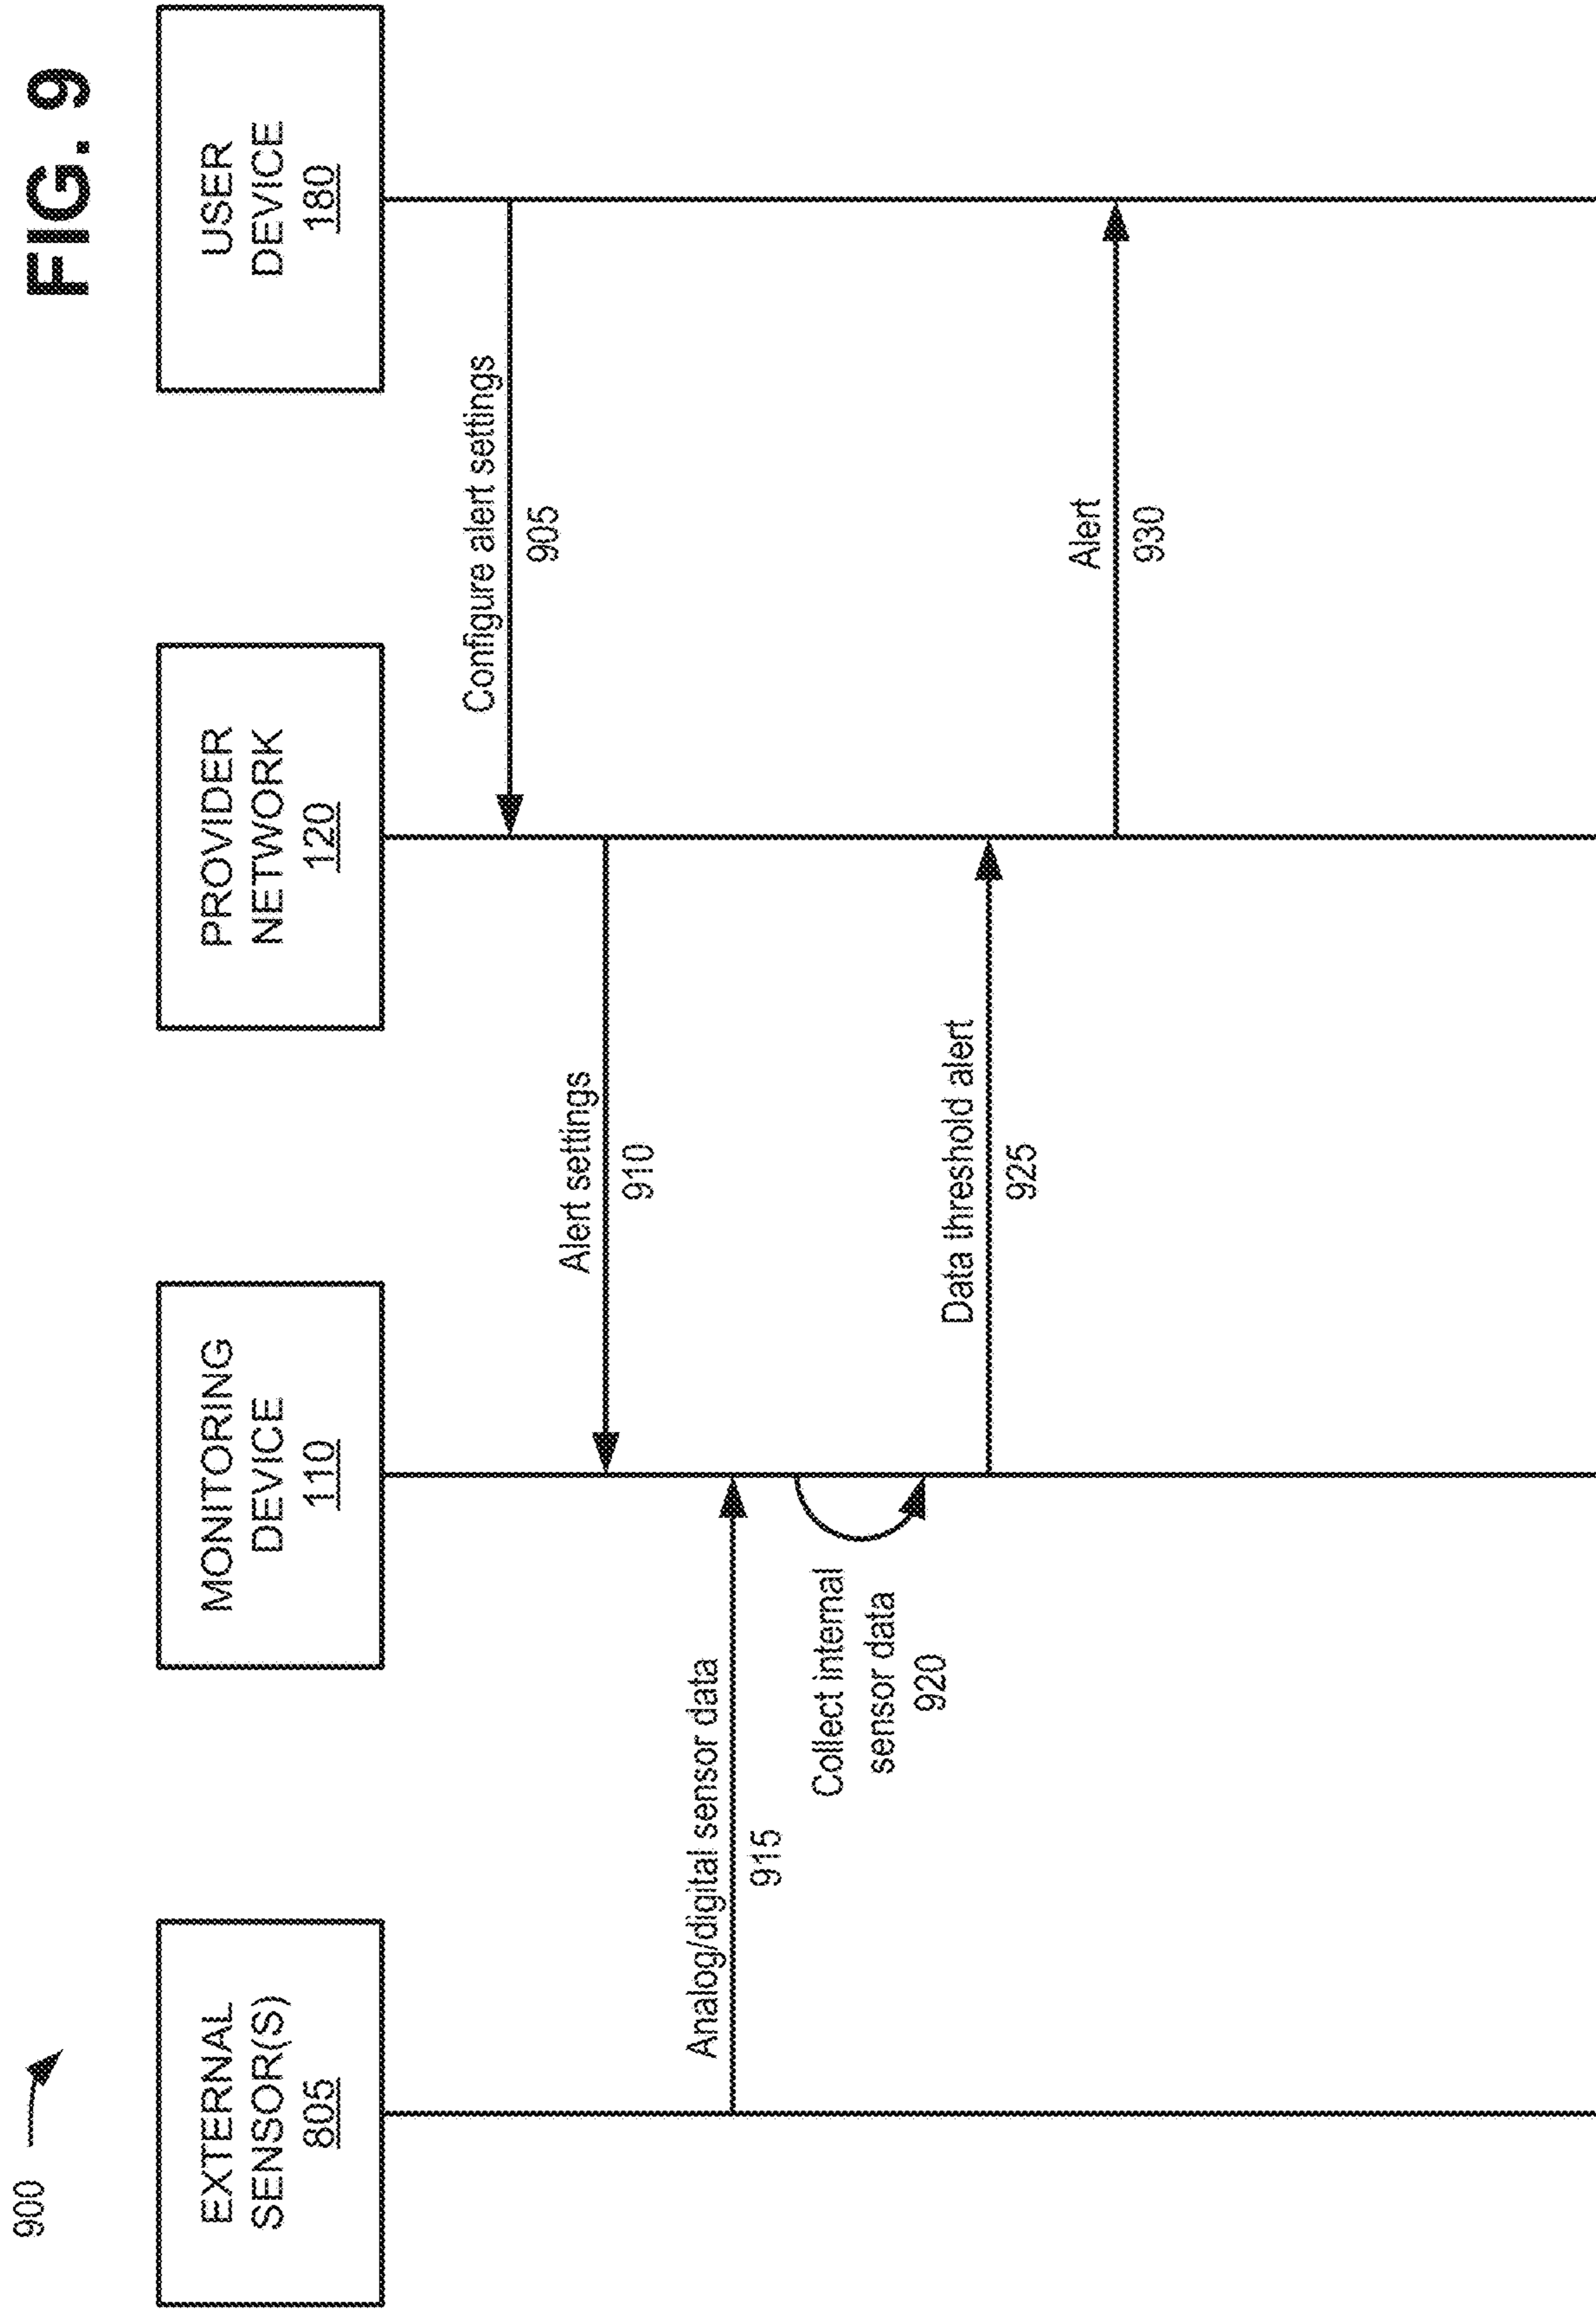 FIG. 9
900
EXTERNAL
SENSOR(S)
805
MONITORING
DEVICE
110
PROVIDER
NETWORK
120
USER
DEVICE
180
Configure alert settings
905
Alert settings
910
Analog/digital sensor data
915
Collect internal
sensor data
920
Data threshold alert
925
Alert
930